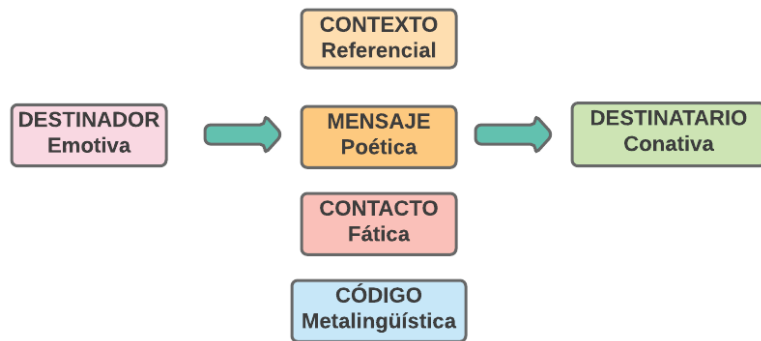 CONTEXTO
Referencial
DESTINADOR
Emotiva
MENSAJE
Poética
DESTINATARIO
Conativa
CONTACTO
Fática
CÓDIGO
Metalingüística